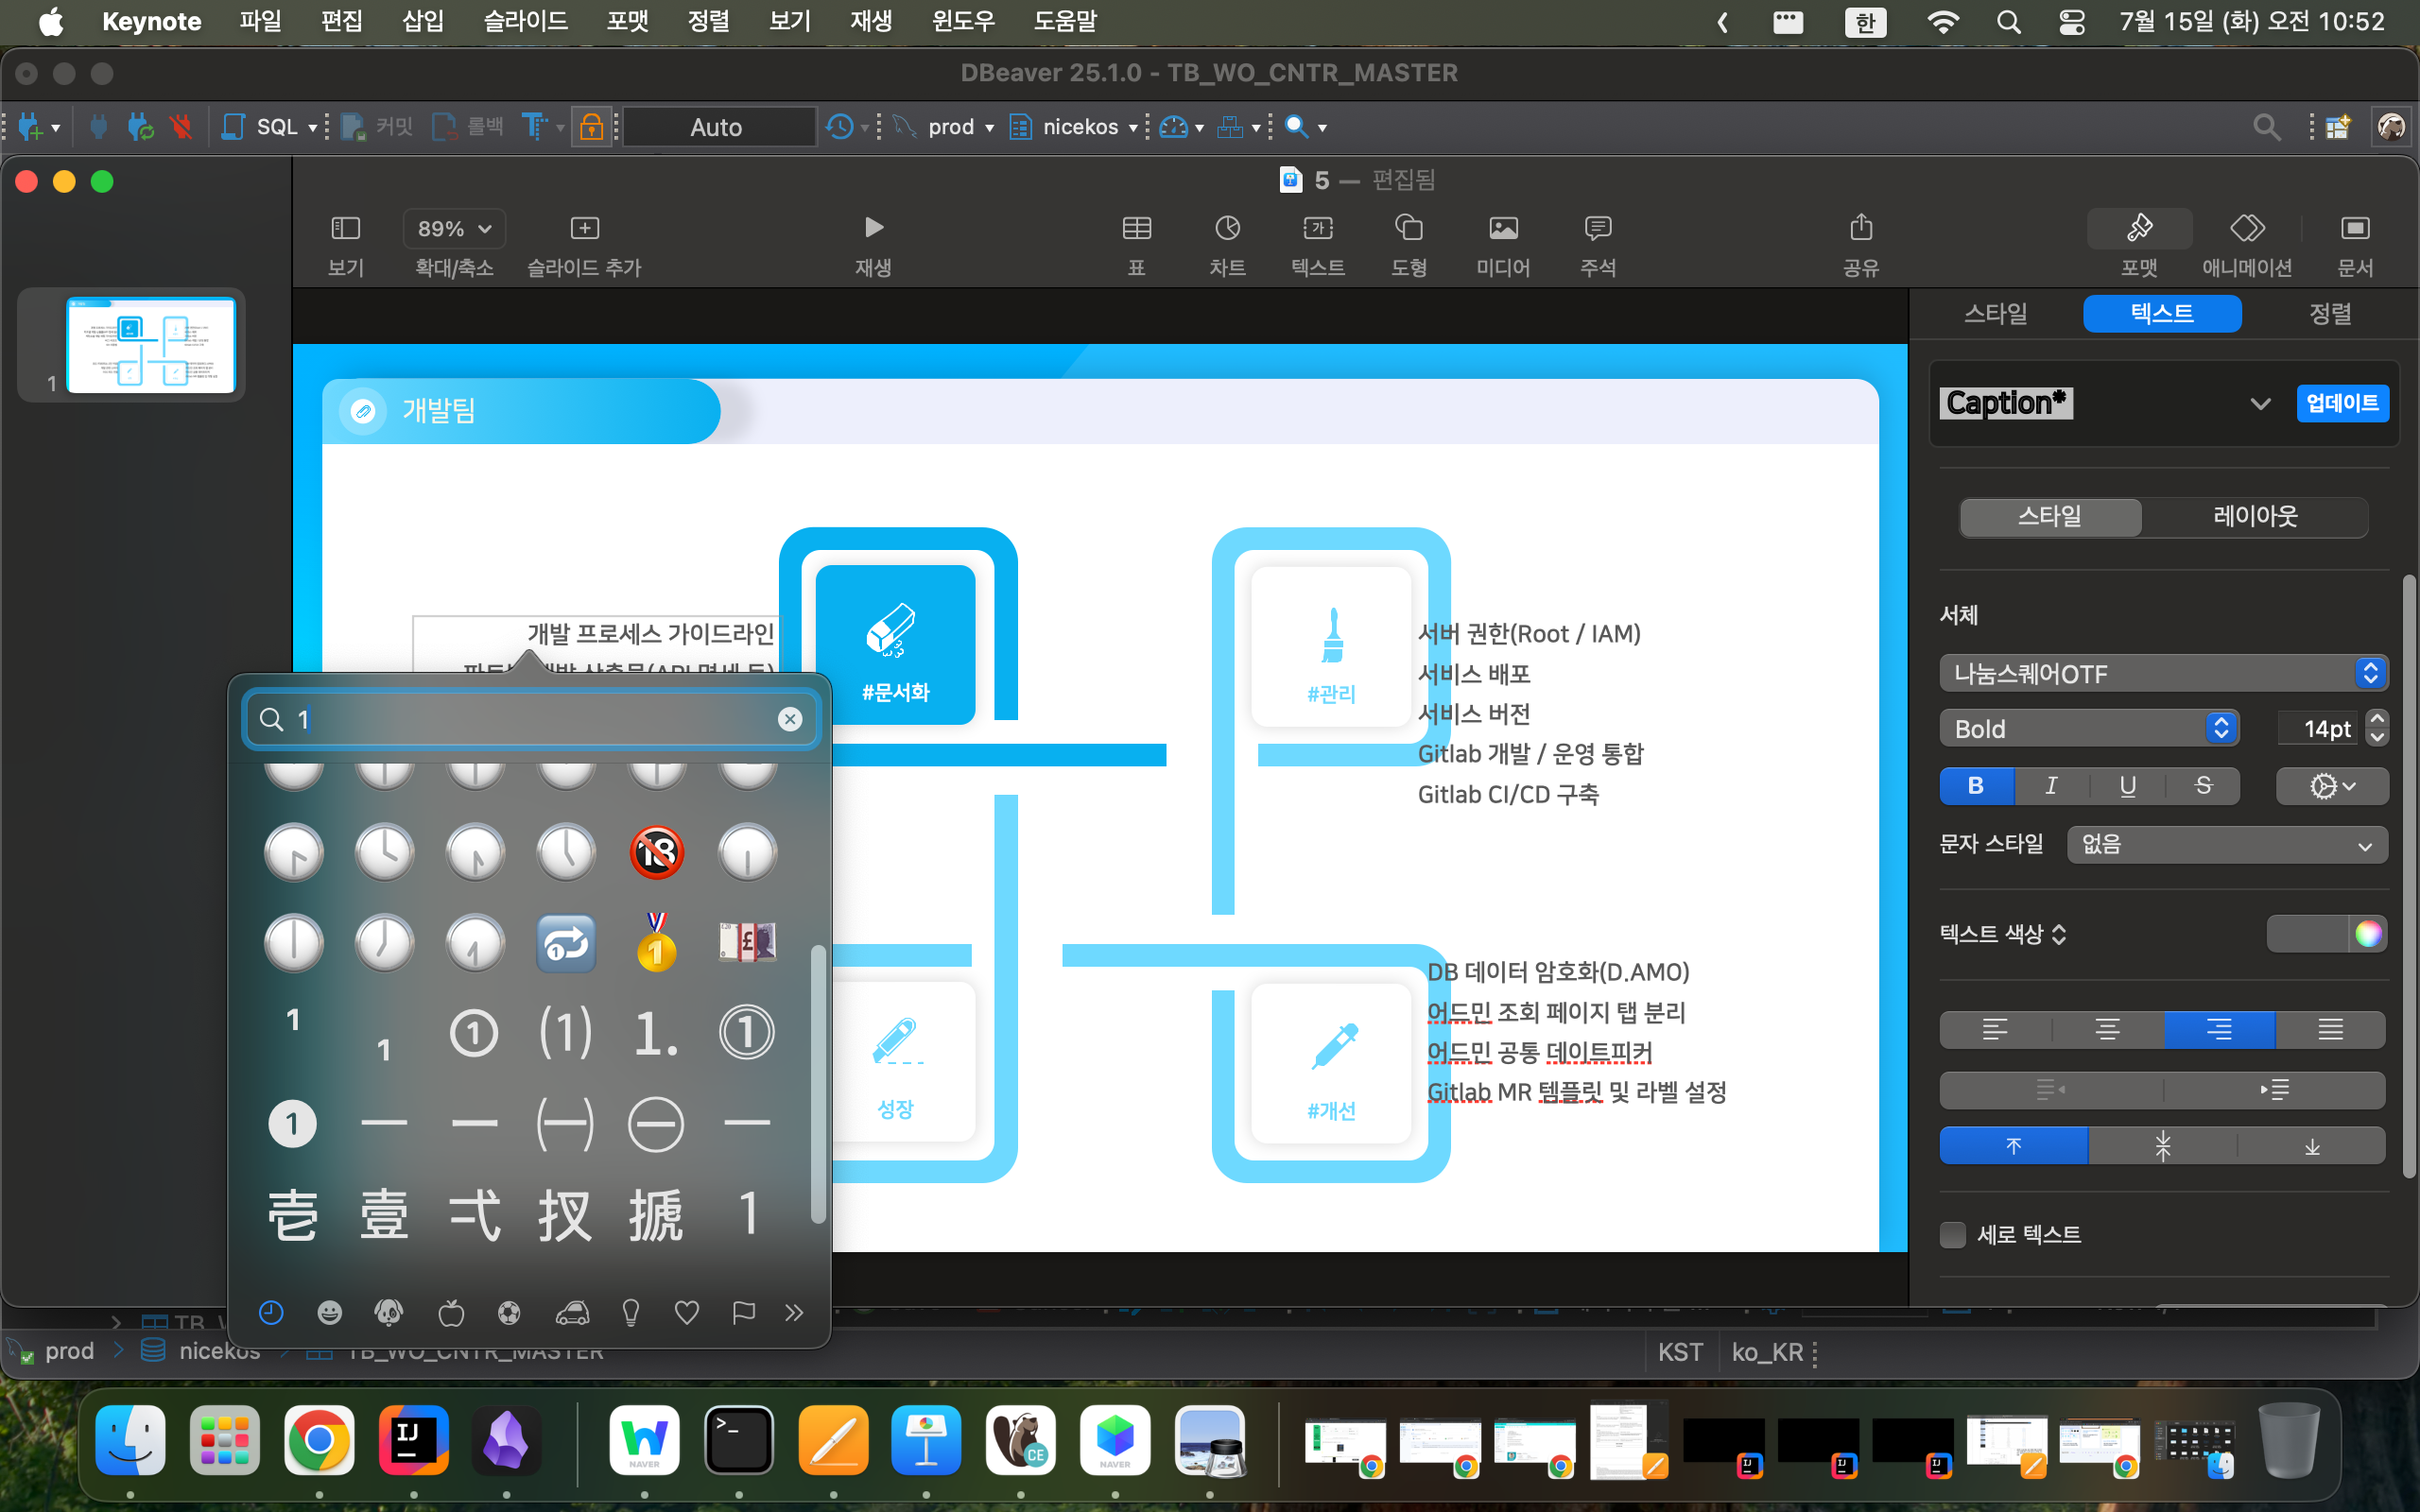 Keynote 파일 편집 삽입 슬라이드 포맷 정렬 보기 재생 윈도우 도움말 한 7월 15일 (화) 오전 10:52
DBeaver 25.1.0 - TB_WO_CNTR_MASTER
SQL 커밋 롤백 T Auto prod nicekos
5 — 편집됨
89%
보기 확대/축소 슬라이드 추가 재생 표 차트 텍스트 도형 미디어 주석 공유 포맷 애니메이션 문서
스타일 텍스트 정렬
1
개발팀
Caption* 업데이트
스타일 레이아웃
서체
나눔스퀘어OTF
Bold 14pt
B I U S
문자 스타일 없음
텍스트 색상
세로 텍스트
개발 프로세스 가이드라인
#문서화
#관리
서버 권한(Root / IAM)
서비스 배포
서비스 버전
Gitlab 개발 / 운영 통합
Gitlab CI/CD 구축
성장
#개선
DB 데이터 암호화(D.AMO)
어드민 조회 페이지 탭 분리
어드민 공통 데이트피커
Gitlab MR 템플릿 및 라벨 설정
1
18
1 £
1 1 ① (1) 1. ①
❶ 一 ㊀
壱 壹 弌 扠 搋 1
prod nicekos TB_WO_CNTR_MASTER KST ko_KR
IJ NAVER CE NAVER